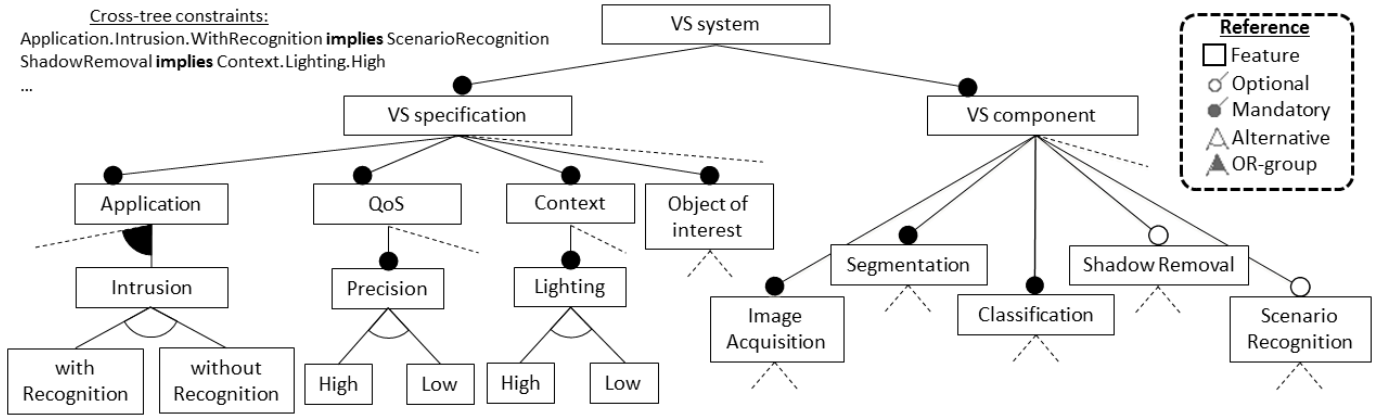 Cross-tree constraints:
Application.Intrusion.WithRecognition implies ScenarioRecognition
ShadowRemoval implies Context.Lighting.High
...
VS system
Reference
Feature
Optional
Mandatory
Alternative
OR-group
VS specification
VS component
Application
QoS
Context
Object of
interest
Segmentation
Shadow Removal
Intrusion
Precision
Lighting
Image
Acquisition
Classification
Scenario
Recognition
with
Recognition
without
Recognition
High
Low
High
Low